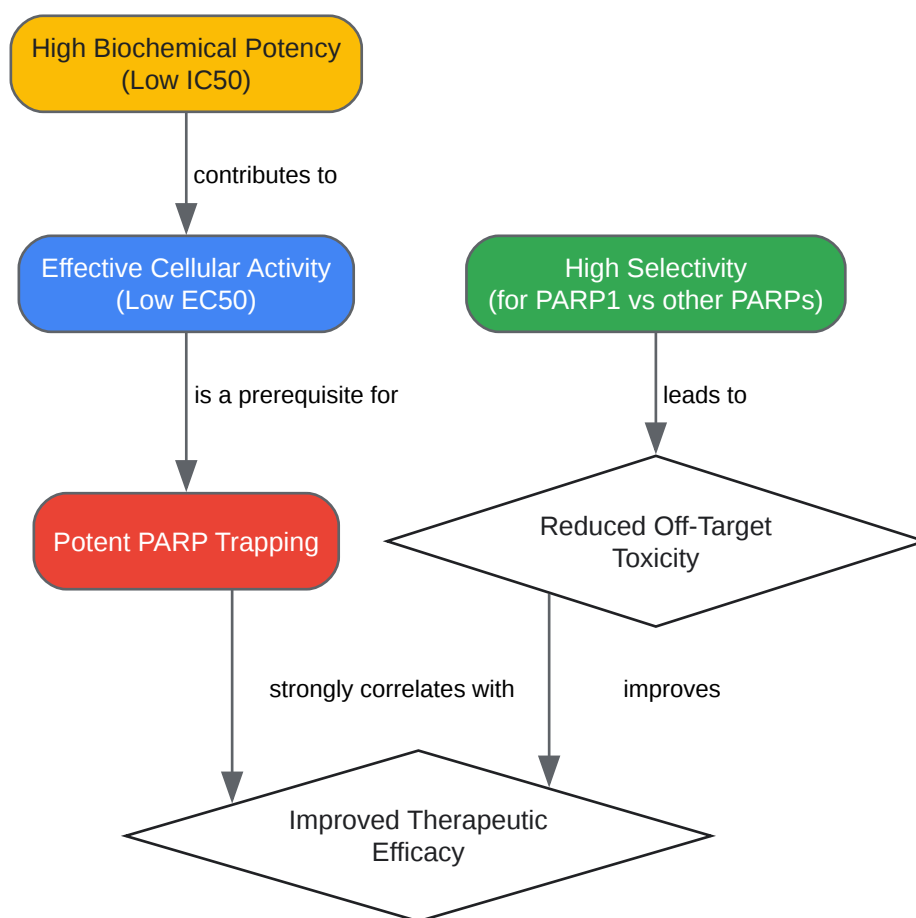 High Biochemical Potency
(Low IC50)
contributes to
Effective Cellular Activity
(Low EC50)
High Selectivity
(for PARP1 vs other PARPs)
is a prerequisite for
leads to
Potent PARP Trapping
Reduced Off-Target
Toxicity
strongly correlates with
improves
Improved Therapeutic
Efficacy